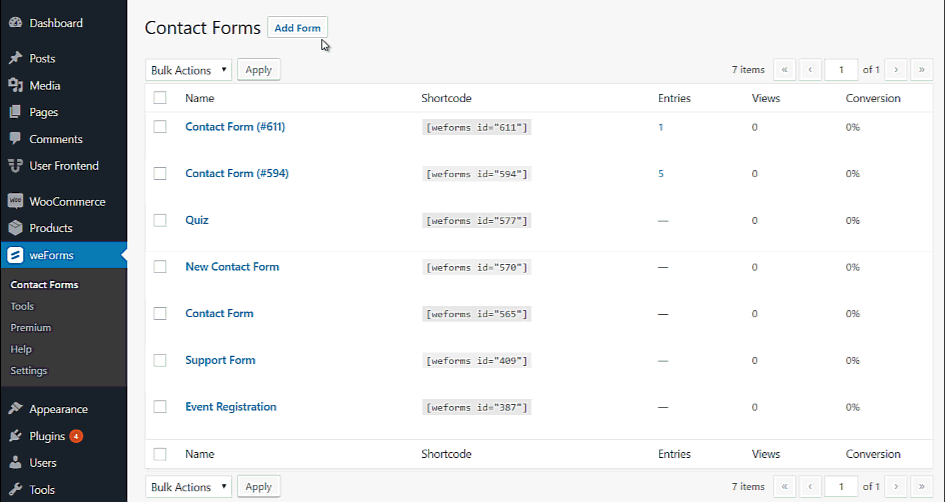 Dashboard
Posts
Media
Pages
Comments
User Frontend
Woo WooCommerce
Products
weForms
Contact Forms
Tools
Premium
Help
Settings
Appearance
Plugins 4
Users
Tools
Contact Forms Add Form
Bulk Actions ▼ Apply 7 items « ‹ 1 of 1 › »
Name Shortcode Entries Views Conversion
Contact Form (#611) [weforms id="611"] 1 0 0%
Contact Form (#594) [weforms id="594"] 5 0 0%
Quiz [weforms id="577"] — 0 0%
New Contact Form [weforms id="570"] — 0 0%
Contact Form [weforms id="565"] — 0 0%
Support Form [weforms id="409"] — 0 0%
Event Registration [weforms id="387"] — 0 0%
Name Shortcode Entries Views Conversion
Bulk Actions ▼ Apply 7 items « ‹ 1 of 1 › »